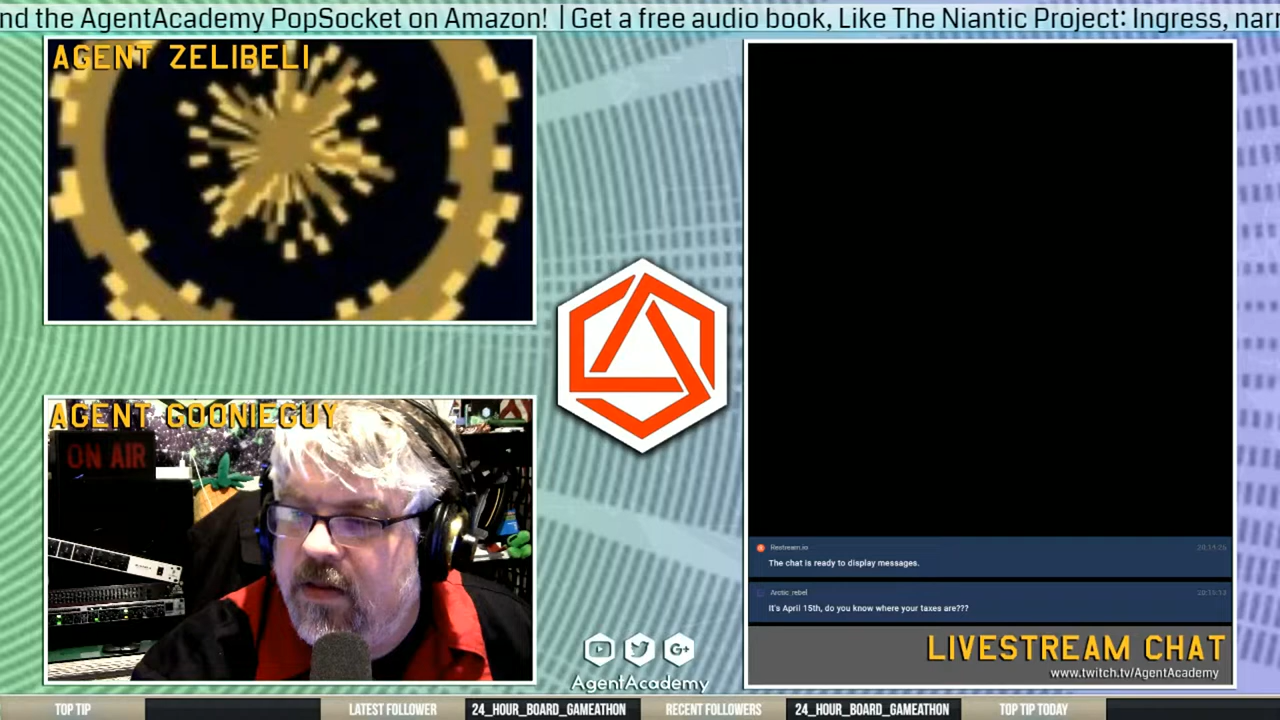 nd the AgentAcademy PopSocket on Amazon! | Get a free audio book, Like The Niantic Project: Ingress, narr
AGENT ZELIBELI
AGENT GOONIEGUY
ON AIR
Restream.io
The chat is ready to display messages.
Arctic_rebel
It's April 15th, do you know where your taxes are???
LIVESTREAM CHAT
www.twitch.tv/AgentAcademy
G+
AgentAcademy
TOP TIP
LATEST FOLLOWER
24_HOUR_BOARD_GAMEATHON
RECENT FOLLOWERS
24_HOUR_BOARD_GAMEATHON
TOP TIP TODAY